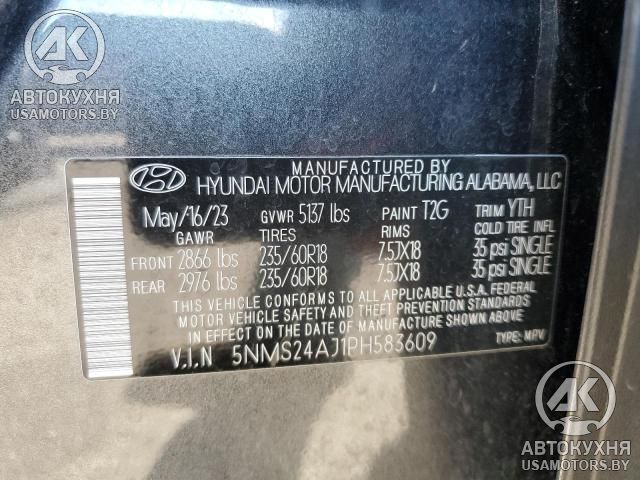 AK
АВТОКУХНЯ
USAMOTORS.BY
MANUFACTURED BY
HYUNDAI MOTOR MANUFACTURING ALABAMA, LLC
May/16/23 GVWR 5137 lbs PAINT T2G TRIM YTH
GAWR TIRES RIMS COLD TIRE INFL
FRONT 2866 lbs 235/60R18 7.5JX18 35 psi SINGLE
REAR 2976 lbs 235/60R18 7.5JX18 35 psi SINGLE
THIS VEHICLE CONFORMS TO ALL APPLICABLE U.S.A. FEDERAL
MOTOR VEHICLE SAFETY AND THEFT PREVENTION STANDARDS
IN EFFECT ON THE DATE OF MANUFACTURE SHOWN ABOVE.
V.I.N 5NMS24AJ1PH583609 TYPE: MPV
AK
АВТОКУХНЯ
USAMOTORS.BY